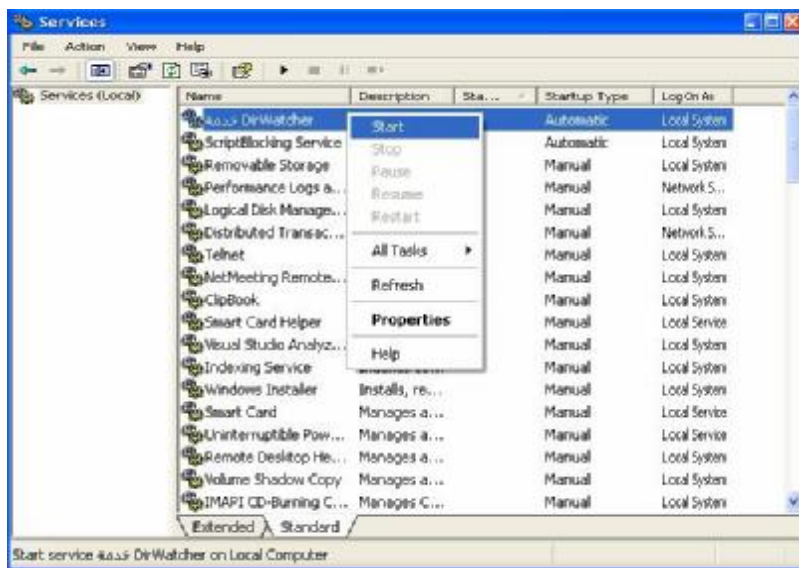 Services
File Action View Help
Services (Local)
Name Description Sta... Startup Type Log On As
خدمة DirWatcher Automatic Local System
ScriptBlocking Service Automatic Local System
Removable Storage Manual Local System
Performance Logs a... Manual Network S...
Logical Disk Manage... Manual Local System
Distributed Transac... Manual Network S...
Telnet Manual Local System
NetMeeting Remote... Manual Local System
ClipBook Manual Local System
Smart Card Helper Manual Local Service
Visual Studio Analyz... Manual Local System
Indexing Service Manual Local System
Windows Installer Installs, re... Manual Local System
Smart Card Manages a... Manual Local Service
Uninterruptible Pow... Manages a... Manual Local Service
Remote Desktop He... Manages a... Manual Local System
Volume Shadow Copy Manages a... Manual Local System
IMAPI CD-Burning C... Manages C... Manual Local System
Start
Stop
Pause
Resume
Restart
All Tasks
Refresh
Properties
Help
Extended Standard
Start service خدمة DirWatcher on Local Computer